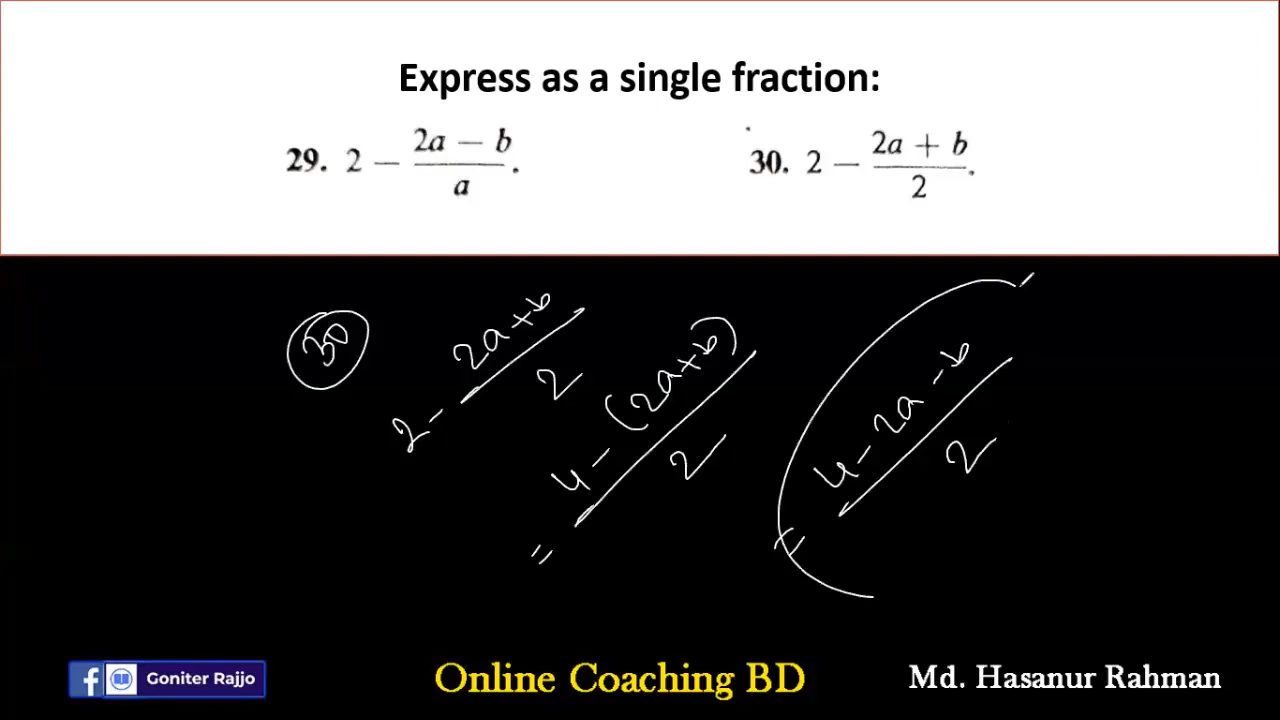 Express as a single fraction:
29. 2 − (2a − b)/a.
30. 2 − (2a + b)/2.
30
2 − (2a+b)/2
= (4 − (2a+b))/2
= (4 − 2a − b)/2
Goniter Rajjo
Online Coaching BD
Md. Hasanur Rahman